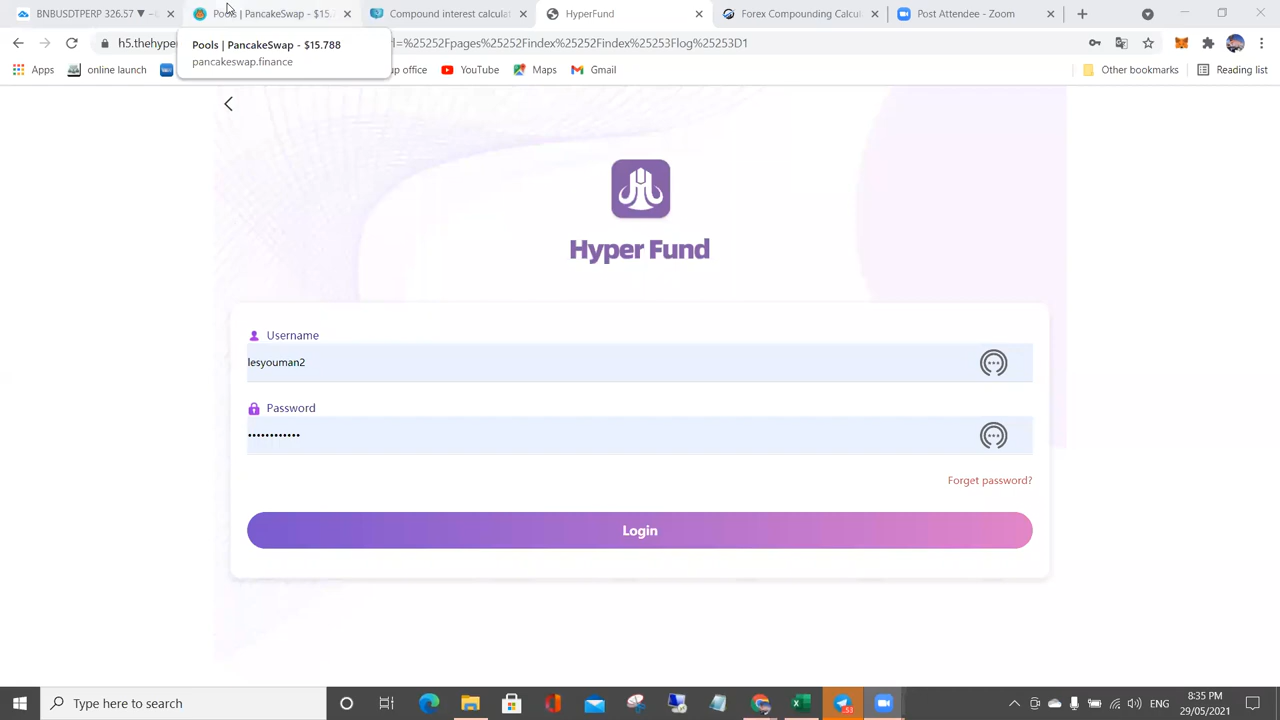 BNBUSDTPERP 326.57 ▼
Pools | PancakeSwap - $15.
Compound interest calculat
HyperFund
Forex Compounding Calcu
Post Attendee - Zoom
h5.thehyper
rl=%25252Fpages%25252Findex%25252Findex%25253Flog%25253D1
Pools | PancakeSwap - $15.788
pancakeswap.finance
Apps
online launch
up office
YouTube
Maps
Gmail
Other bookmarks
Reading list
Hyper Fund
Username
lesyouman2
Password
••••••••••••
Forget password?
Login
Type here to search
ENG
8:35 PM
29/05/2021